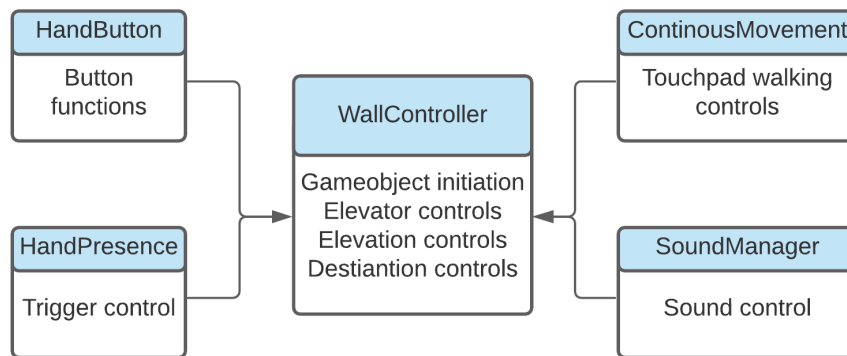 HandButton
Button
functions
HandPresence
Trigger control
WallController
Gameobject initiation
Elevator controls
Elevation controls
Destiantion controls
ContinousMovement
Touchpad walking
controls
SoundManager
Sound control